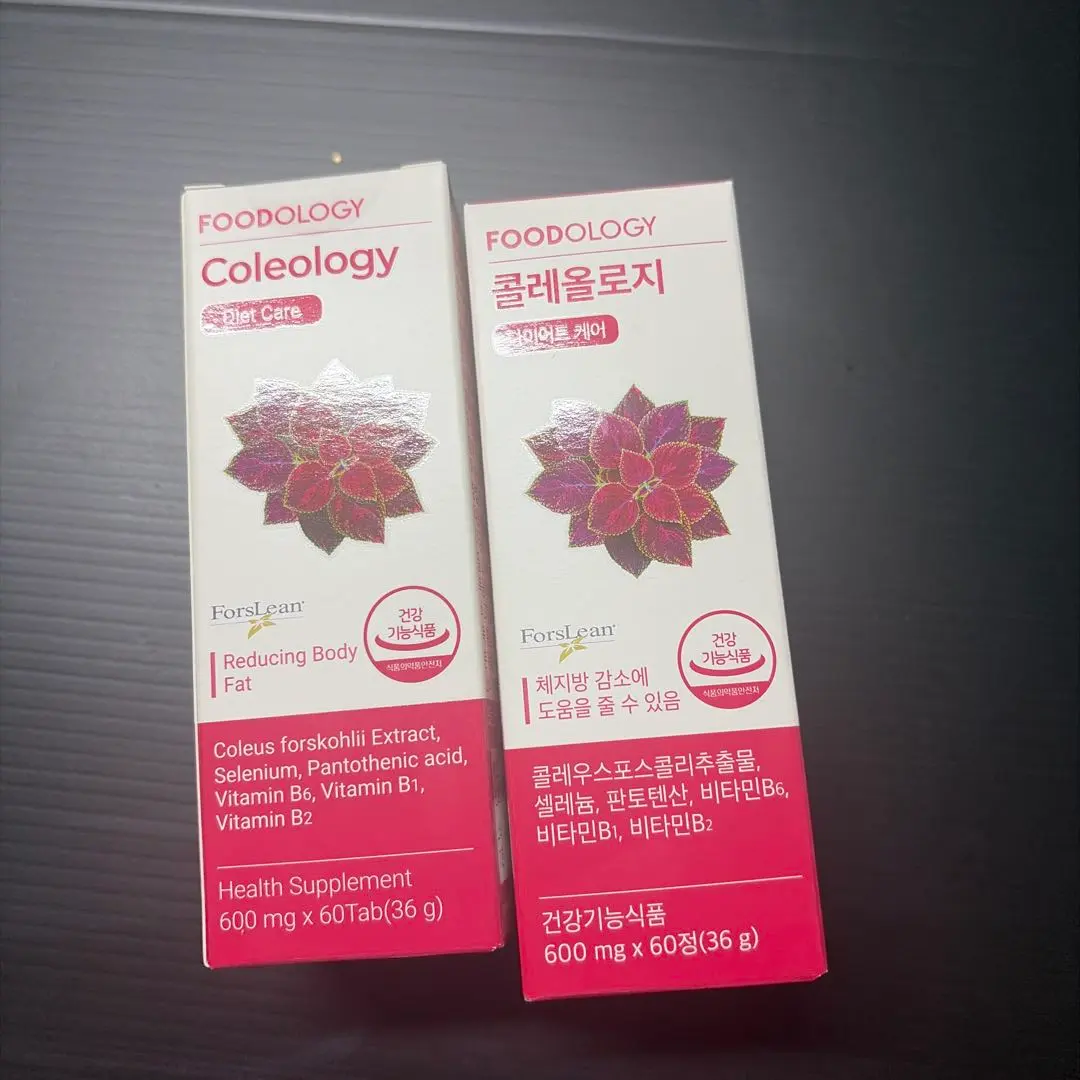 FOODOLOGY
Coleology
Diet Care
ForsLean®
건강
기능식품
식품의약품안전처
Reducing Body
Fat
Coleus forskohlii Extract,
Selenium, Pantothenic acid,
Vitamin B6, Vitamin B1,
Vitamin B2
Health Supplement
600 mg x 60Tab(36 g)
FOODOLOGY
콜레올로지
다이어트 케어
ForsLean®
건강
기능식품
식품의약품안전처
체지방 감소에
도움을 줄 수 있음
콜레우스포스콜리추출물,
셀레늄, 판토텐산, 비타민B6,
비타민B1, 비타민B2
건강기능식품
600 mg x 60정(36 g)